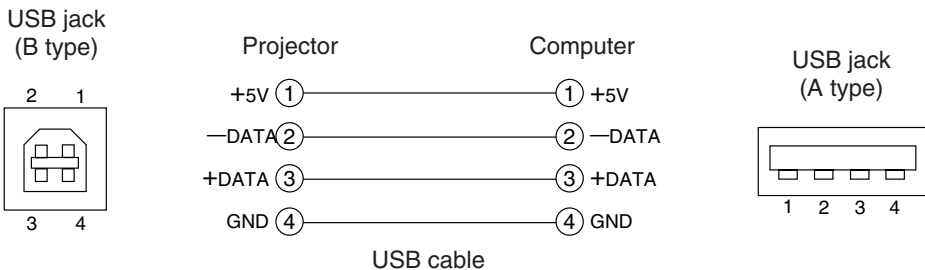 USB jack
(B type)
2 1
3 4
Projector Computer
+5V 1 1 +5V
—DATA 2 2 —DATA
+DATA 3 3 +DATA
GND 4 4 GND
USB cable
USB jack
(A type)
1 2 3 4